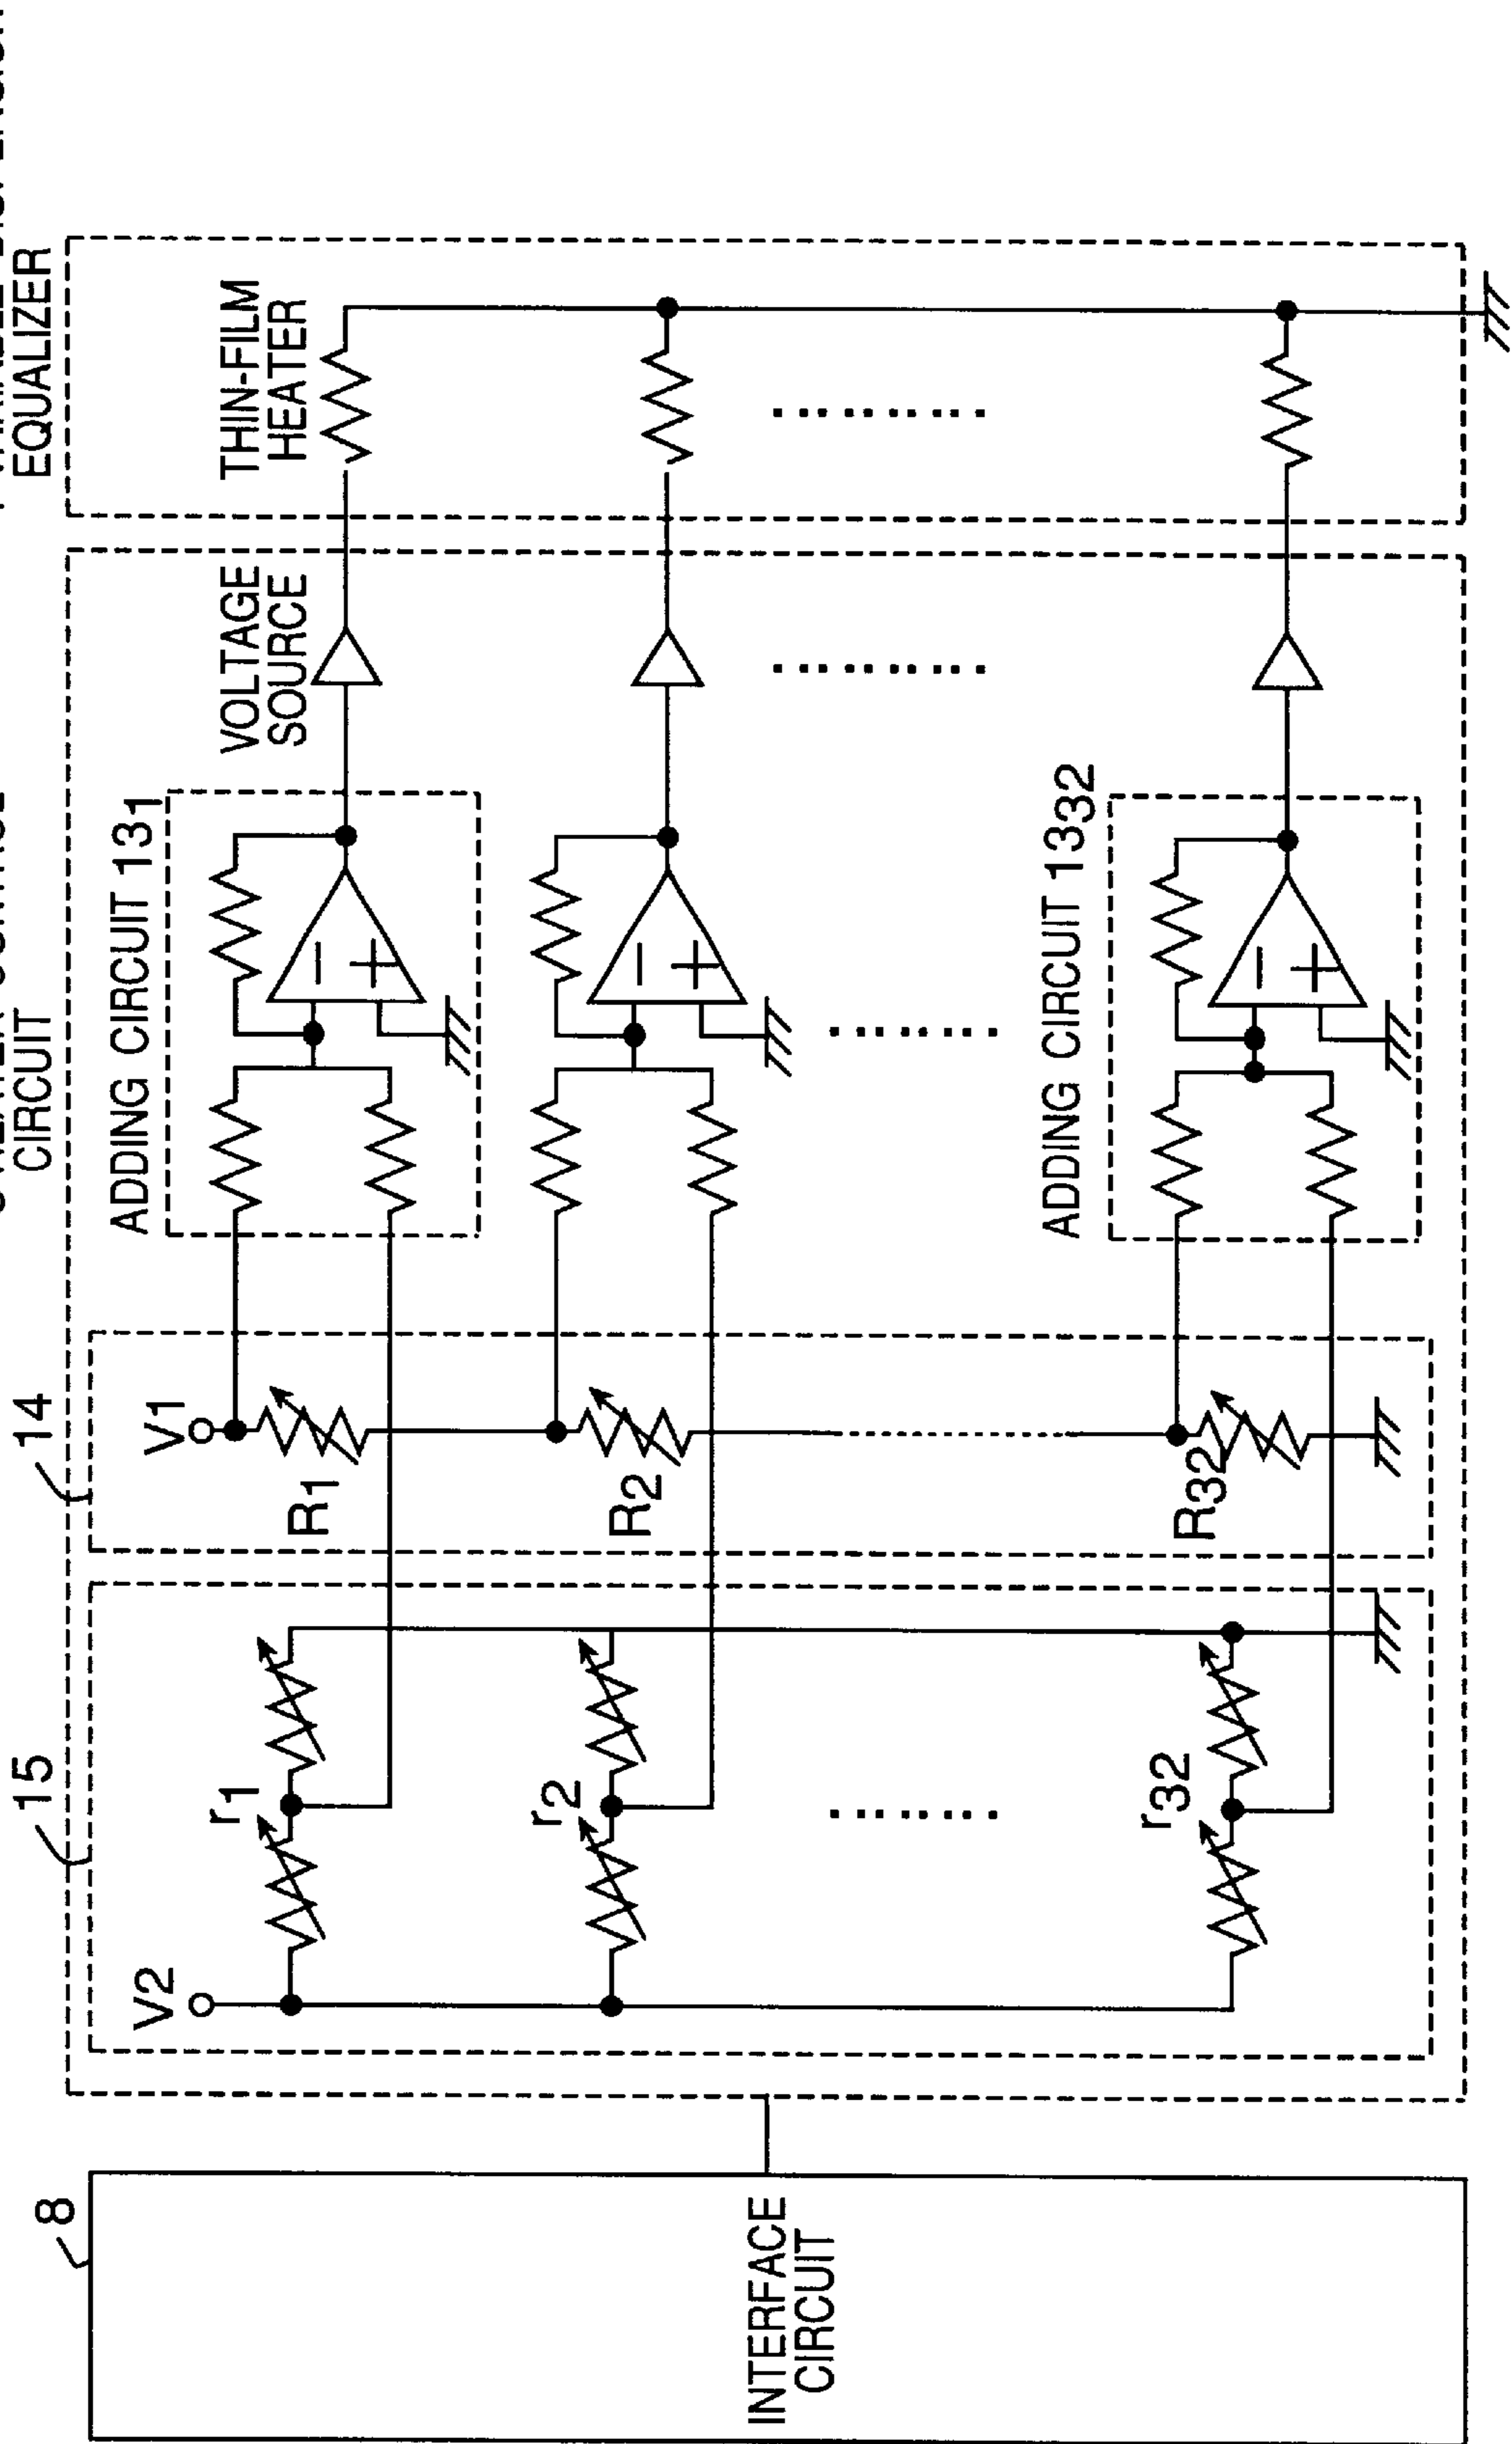 EQUALIZER
THIN-FILM
HEATER
VOLTAGE
SOURCE
CIRCUIT
ADDING CIRCUIT 13₁
ADDING CIRCUIT 13₃₂
14
V1
R₁
R₂
R₃₂
15
V2
r₁
r₂
r₃₂
8
INTERFACE
CIRCUIT
−
+
−
+
−
+